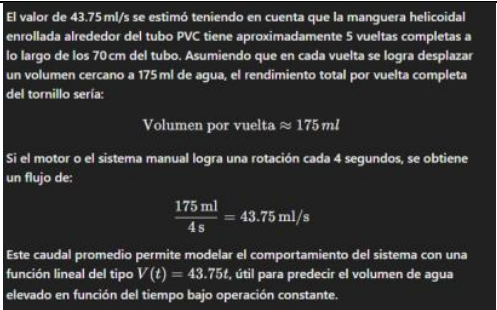 El valor de 43.75 ml/s se estimó teniendo en cuenta que la manguera helicoidal
enrollada alrededor del tubo PVC tiene aproximadamente 5 vueltas completas a
lo largo de los 70 cm del tubo. Asumiendo que en cada vuelta se logra desplazar
un volumen cercano a 175 ml de agua, el rendimiento total por vuelta completa
del tornillo sería:
Volumen por vuelta ≈ 175 ml
Si el motor o el sistema manual logra una rotación cada 4 segundos, se obtiene
un flujo de:
175 ml
4 s
= 43.75 ml/s
Este caudal promedio permite modelar el comportamiento del sistema con una
función lineal del tipo V(t) = 43.75t, útil para predecir el volumen de agua
elevado en función del tiempo bajo operación constante.